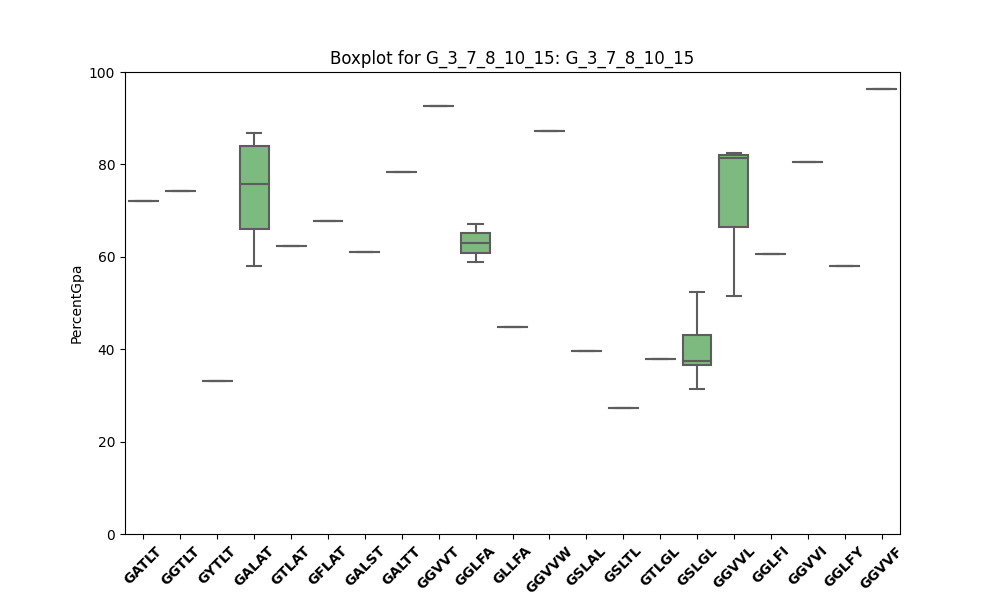 Boxplot for G_3_7_8_10_15: G_3_7_8_10_15
100
80
60
40
20
0
PercentGpa
GATLT
GGTLT
GYTLT
GALAT
GTLAT
GFLAT
GALST
GALTT
GGVVT
GGLFA
GLLFA
GGVVW
GSLAL
GSLTL
GTLGL
GSLGL
GGVVL
GGLFI
GGVVI
GGLFY
GGVVF